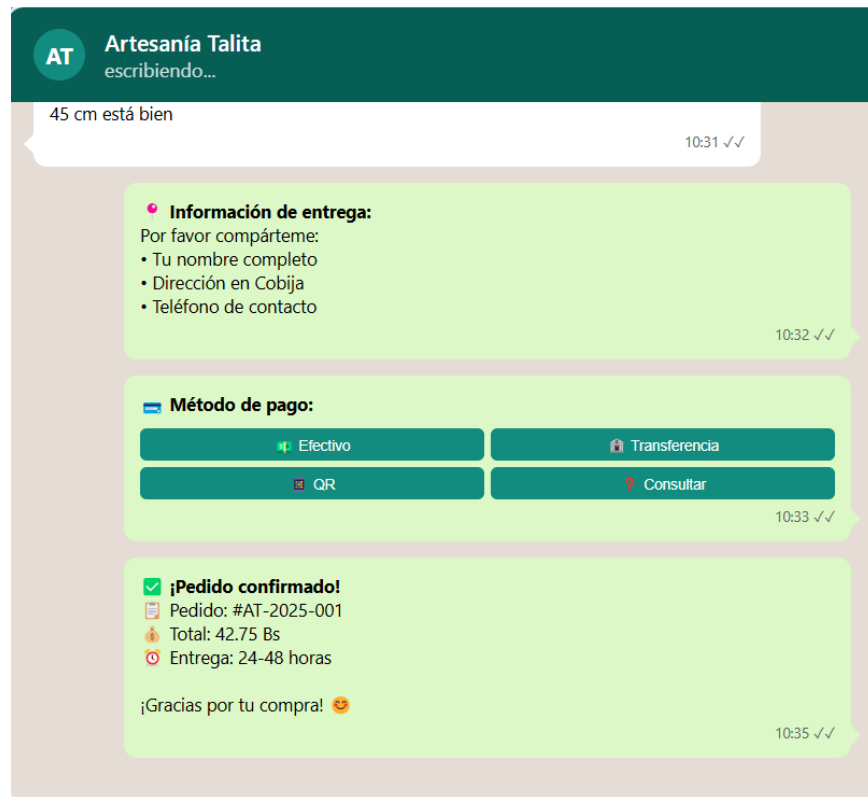 AT
Artesanía Talita
escribiendo...
45 cm está bien
10:31 ✓✓
📍 Información de entrega:
Por favor compárteme:
• Tu nombre completo
• Dirección en Cobija
• Teléfono de contacto
10:32 ✓✓
💳 Método de pago:
💵 Efectivo
🏦 Transferencia
🔳 QR
❓ Consultar
10:33 ✓✓
✅ ¡Pedido confirmado!
📋 Pedido: #AT-2025-001
💰 Total: 42.75 Bs
⏰ Entrega: 24-48 horas
¡Gracias por tu compra! 😊
10:35 ✓✓